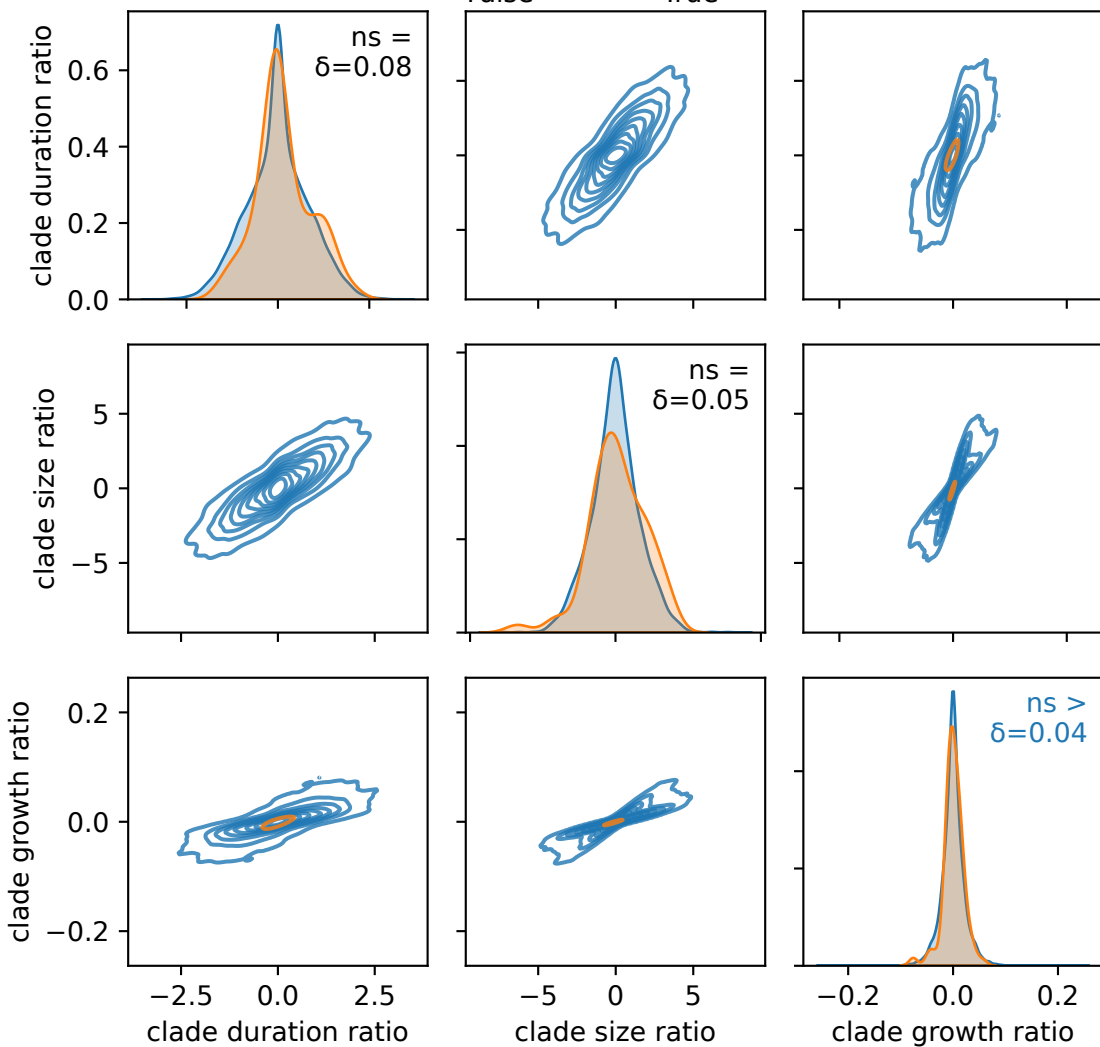 clade duration ratio
0.6
0.4
0.2
0.0
ns =
δ=0.08
clade size ratio
5
0
−5
ns =
δ=0.05
clade growth ratio
0.2
0.0
−0.2
ns >
δ=0.04
−2.5 0.0 2.5
−5 0 5
−0.2 0.0 0.2
clade duration ratio
clade size ratio
clade growth ratio